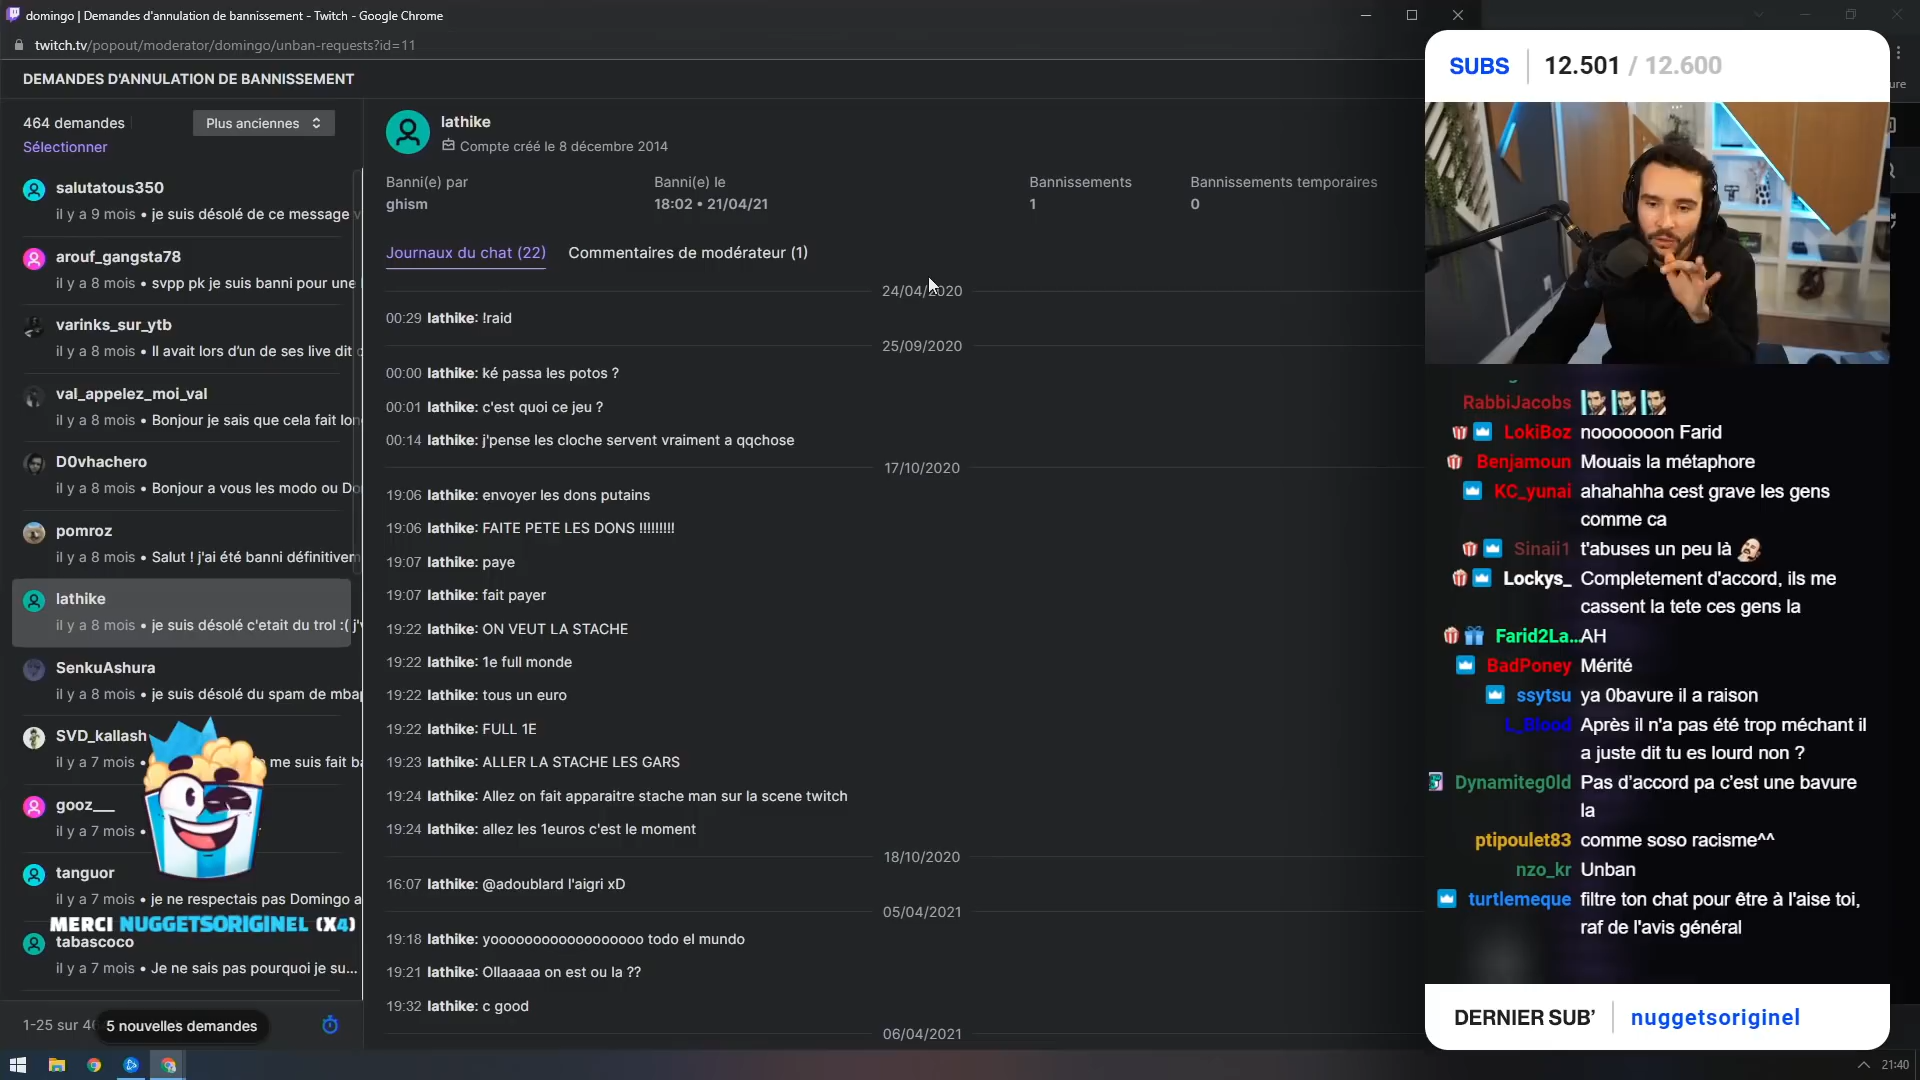 domingo | Demandes d'annulation de bannissement - Twitch - Google Chrome
twitch.tv/popout/moderator/domingo/unban-requests?id=11
DEMANDES D'ANNULATION DE BANNISSEMENT
464 demandes
Plus anciennes
Sélectionner
salutatous350
il y a 9 mois • je suis désolé de ce message
arouf_gangsta78
il y a 8 mois • svpp pk je suis banni pour une
varinks_sur_ytb
il y a 8 mois • Il avait lors d'un de ses live dit
val_appelez_moi_val
il y a 8 mois • Bonjour je sais que cela fait lon
D0vhachero
il y a 8 mois • Bonjour a vous les modo ou Do
pomroz
il y a 8 mois • Salut ! j'ai été banni définitivem
lathike
il y a 8 mois • je suis désolé c'etait du trol :( j'
SenkuAshura
il y a 8 mois • je suis désolé du spam de mbap
SVD_kallash
il y a 7 mois • me suis fait ba
gooz___
il y a 7 mois •
tanguor
il y a 7 mois • je ne respectais pas Domingo a
MERCI NUGGETSORIGINEL (X4)
tabascoco
il y a 7 mois • Je ne sais pas pourquoi je su...
1-25 sur 4
5 nouvelles demandes
lathike
Compte créé le 8 décembre 2014
Banni(e) par
ghism
Banni(e) le
18:02 • 21/04/21
Bannissements
1
Bannissements temporaires
0
Journaux du chat (22)
Commentaires de modérateur (1)
24/04/2020
00:29 lathike: !raid
25/09/2020
00:00 lathike: ké passa les potos ?
00:01 lathike: c'est quoi ce jeu ?
00:14 lathike: j'pense les cloche servent vraiment a qqchose
17/10/2020
19:06 lathike: envoyer les dons putains
19:06 lathike: FAITE PETE LES DONS !!!!!!!!!
19:07 lathike: paye
19:07 lathike: fait payer
19:22 lathike: ON VEUT LA STACHE
19:22 lathike: 1e full monde
19:22 lathike: tous un euro
19:22 lathike: FULL 1E
19:23 lathike: ALLER LA STACHE LES GARS
19:24 lathike: Allez on fait apparaitre stache man sur la scene twitch
19:24 lathike: allez les 1euros c'est le moment
18/10/2020
16:07 lathike: @adoublard l'aigri xD
05/04/2021
19:18 lathike: yooooooooooooooooo todo el mundo
19:21 lathike: Ollaaaaa on est ou la ??
19:32 lathike: c good
06/04/2021
SUBS 12.501 / 12.600
ure
RabbiJacobs
LokiBoz nooooooon Farid
Benjamoun Mouais la métaphore
KC_yunai ahahahha cest grave les gens
comme ca
Sinaii1 t'abuses un peu là
Lockys_ Completement d'accord, ils me
cassent la tete ces gens la
Farid2La... AH
BadPoney Mérité
ssytsu ya 0bavure il a raison
L_Blood Après il n'a pas été trop méchant il
a juste dit tu es lourd non ?
Dynamiteg0ld Pas d'accord pa c'est une bavure
la
ptipoulet83 comme soso racisme^^
nzo_kr Unban
turtlemeque filtre ton chat pour être à l'aise toi,
raf de l'avis général
DERNIER SUB' nuggetsoriginel
21:40